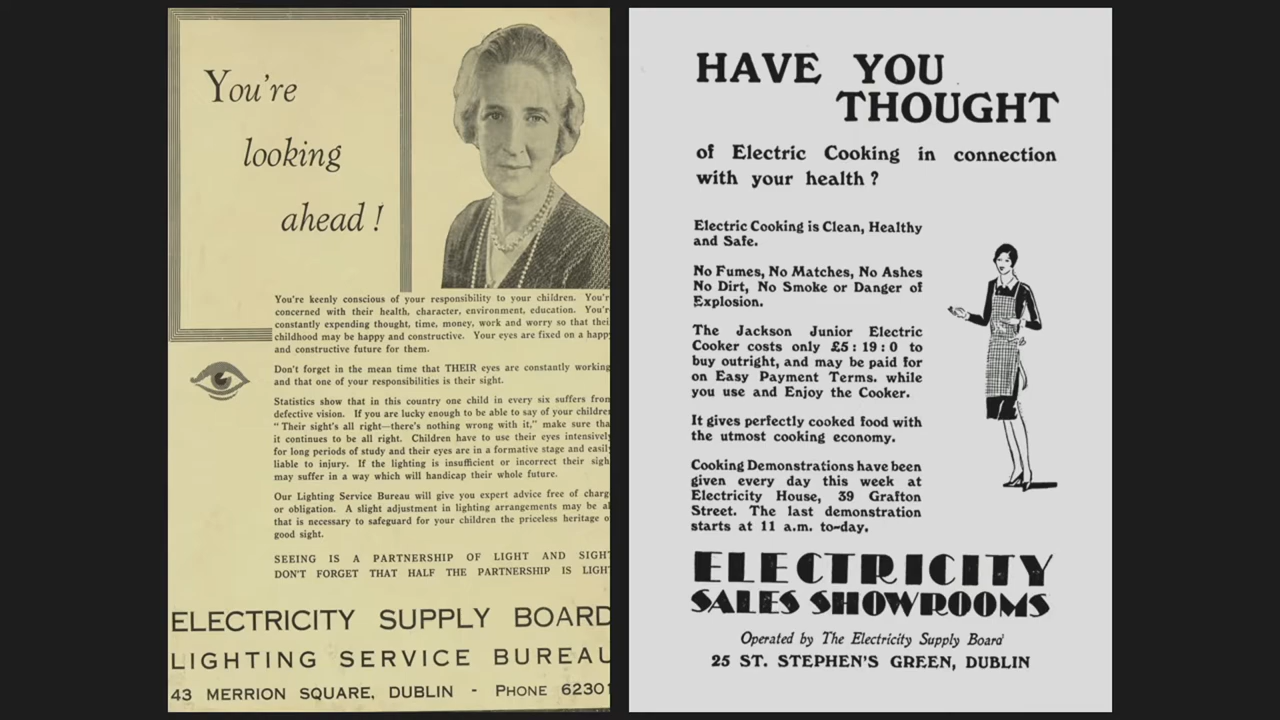 You're
looking
ahead!
You're keenly conscious of your responsibility to your children. You're
concerned with their health, character, environment, education. You're
constantly expending thought, time, money, work and worry so that their
childhood may be happy and constructive. Your eyes are fixed on a happy
and constructive future for them.
Don't forget in the mean time that THEIR eyes are constantly working
and that one of your responsibilities is their sight.
Statistics show that in this country one child in every six suffers from
defective vision. If you are lucky enough to be able to say of your children
"Their sight's all right—there's nothing wrong with it," make sure tha
it continues to be all right. Children have to use their eyes intensively
for long periods of study and their eyes are in a formative stage and easily
liable to injury. If the lighting is insufficient or incorrect their sigh
may suffer in a way which will handicap their whole future.
Our Lighting Service Bureau will give you expert advice free of charg
or obligation. A slight adjustment in lighting arrangements may be al
that is necessary to safeguard for your children the priceless heritage o
good sight.
SEEING IS A PARTNERSHIP OF LIGHT AND SIGHT
DON'T FORGET THAT HALF THE PARTNERSHIP IS LIGHT
ELECTRICITY SUPPLY BOARD
LIGHTING SERVICE BUREAU
43 MERRION SQUARE, DUBLIN - PHONE 62301
HAVE YOU
THOUGHT
of Electric Cooking in connection
with your health?
Electric Cooking is Clean, Healthy
and Safe.
No Fumes, No Matches, No Ashes
No Dirt, No Smoke or Danger of
Explosion.
The Jackson Junior Electric
Cooker costs only £5:19:0 to
buy outright, and may be paid for
on Easy Payment Terms. while
you use and Enjoy the Cooker.
It gives perfectly cooked food with
the utmost cooking economy.
Cooking Demonstrations have been
given every day this week at
Electricity House, 39 Grafton
Street. The last demonstration
starts at 11 a.m. to-day.
ELECTRICITY
SALES SHOWROOMS
Operated by The Electricity Supply Board
25 ST. STEPHEN'S GREEN, DUBLIN